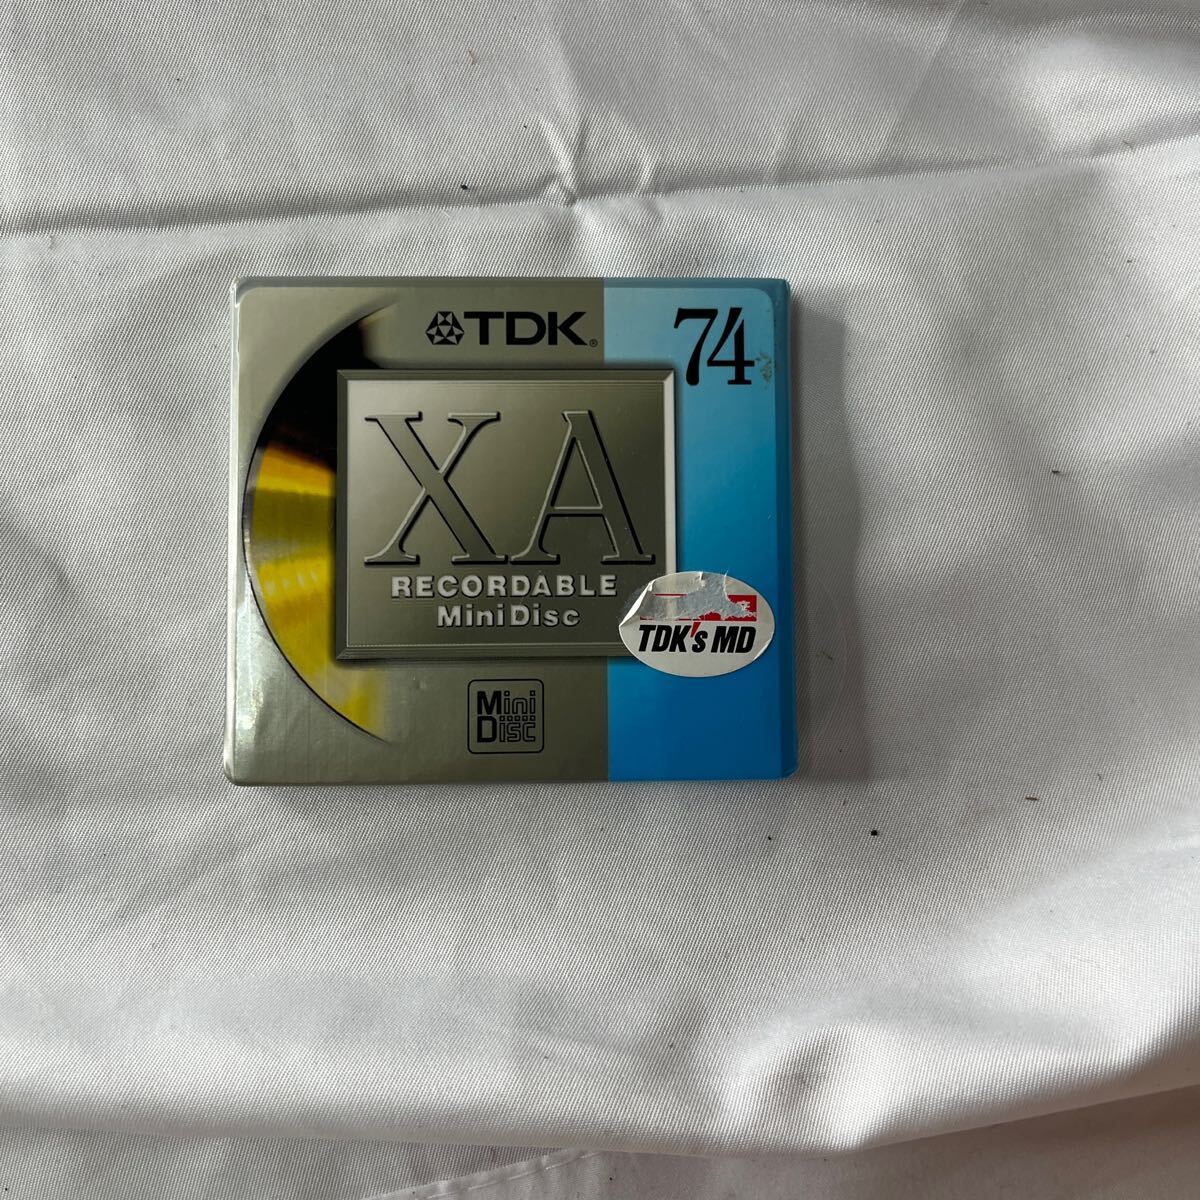 TDK®
74
XA
RECORDABLE
MiniDisc
TDK's MD
Mini
Disc